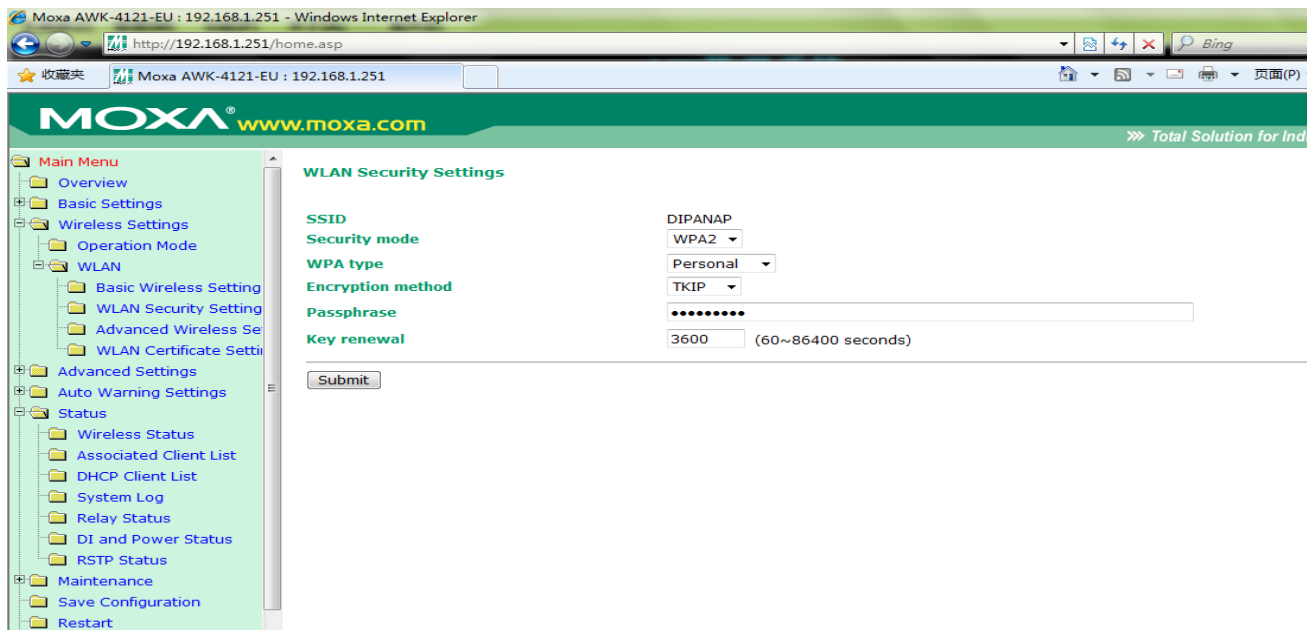 Moxa AWK-4121-EU : 192.168.1.251 - Windows Internet Explorer
http://192.168.1.251/home.asp
Bing
收藏夹
Moxa AWK-4121-EU : 192.168.1.251
页面(P)
MOXA® www.moxa.com
Total Solution for Ind
Main Menu
Overview
Basic Settings
Wireless Settings
Operation Mode
WLAN
Basic Wireless Setting
WLAN Security Setting
Advanced Wireless Se
WLAN Certificate Setti
Advanced Settings
Auto Warning Settings
Status
Wireless Status
Associated Client List
DHCP Client List
System Log
Relay Status
DI and Power Status
RSTP Status
Maintenance
Save Configuration
Restart
WLAN Security Settings
SSID DIPANAP
Security mode WPA2
WPA type Personal
Encryption method TKIP
Passphrase •••••••••
Key renewal 3600 (60~86400 seconds)
Submit